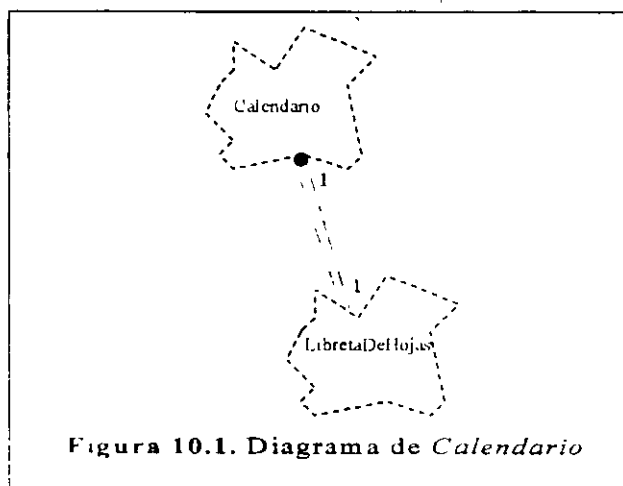 Calendario
1
1
LibretaDeHojas
Figura 10.1. Diagrama de Calendario